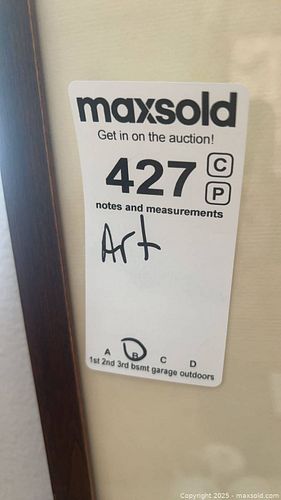 maxsold
Get in on the auction!
427 C
P
notes and measurements
Art
A B C D
1st 2nd 3rd bsmt garage outdoors
Copyright 2025 - maxsold.com